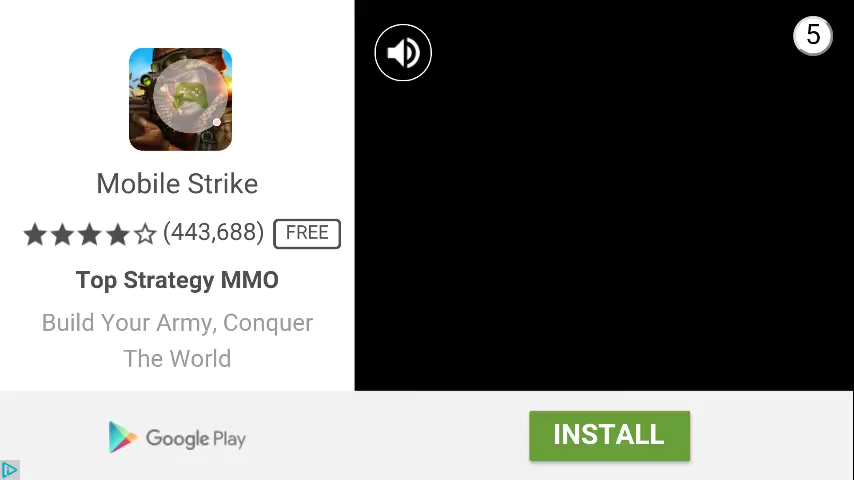 5
Mobile Strike
(443,688) FREE
Top Strategy MMO
Build Your Army, Conquer
The World
Google Play
INSTALL